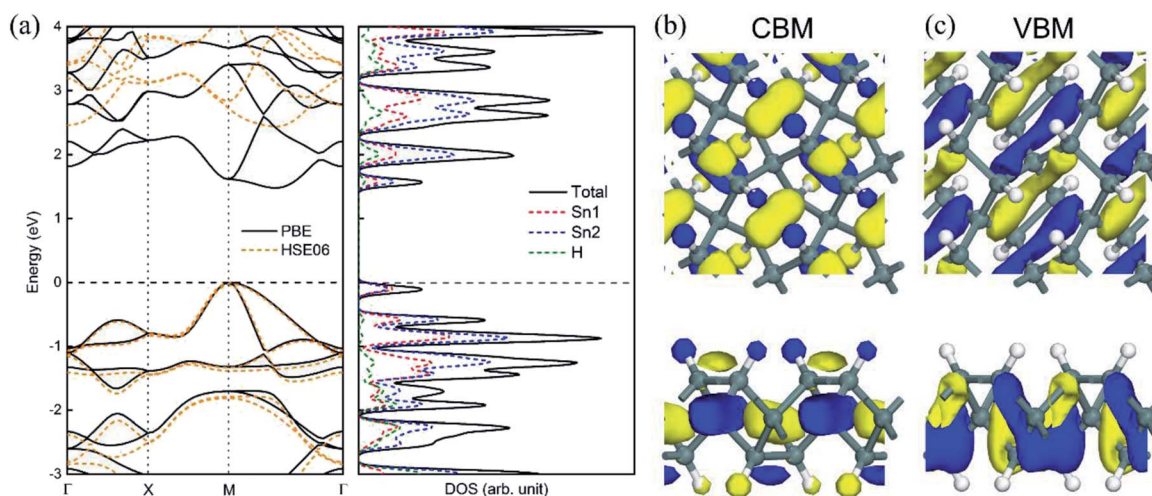 (a)
(b) CBM
(c) VBM
4
3
2
1
4
0
-1
-2
-3
Energy (eV)
PBE
HSE06
Γ X M Γ
Total
Sn1
Sn2
H
DOS (arb. unit)